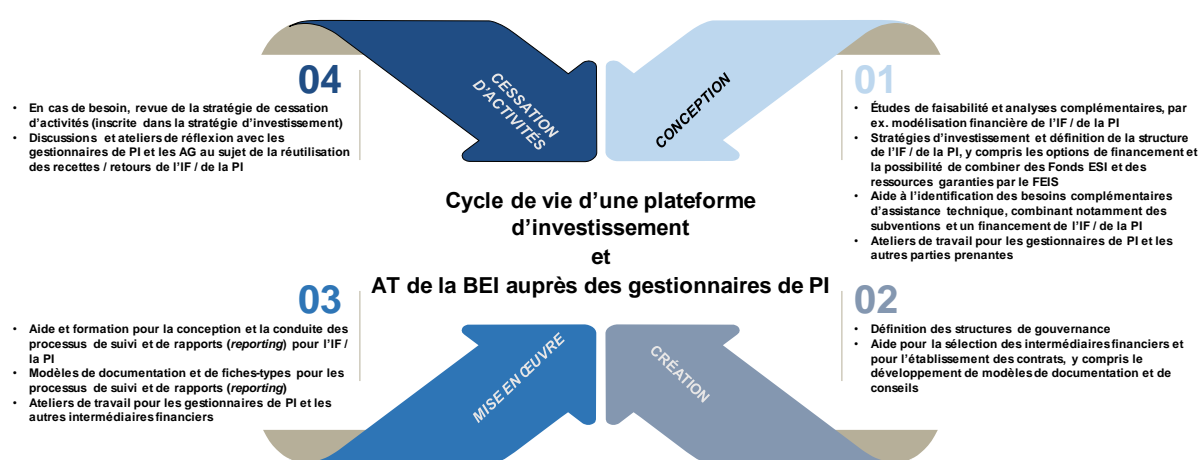 04
CESSATION
D'ACTIVITÉS
• En cas de besoin, revue de la stratégie de cessation
d'activités (inscrite dans la stratégie d'investissement)
• Discussions et ateliers de réflexion avec les
gestionnaires de PI et les AG au sujet de la réutilisation
des recettes / retours de l'IF / de la PI
CONCEPTION
01
• Études de faisabilité et analyses complémentaires, par
ex. modélisation financière de l'IF / de la PI
• Stratégies d'investissement et définition de la structure
de l'IF / de la PI, y compris les options de financement et
la possibilité de combiner des Fonds ESI et des
ressources garanties par le FEIS
• Aide à l'identification des besoins complémentaires
d'assistance technique, combinant notamment des
subventions et un financement de l'IF / de la PI
• Ateliers de travail pour les gestionnaires de PI et les
autres parties prenantes
Cycle de vie d'une plateforme
d'investissement
et
AT de la BEI auprès des gestionnaires de PI
03
• Aide et formation pour la conception et la conduite des
processus de suivi et de rapports (reporting) pour l'IF /
la PI
• Modèles de documentation et de fiches-types pour les
processus de suivi et de rapports (reporting)
• Ateliers de travail pour les gestionnaires de PI et les
autres intermédiaires financiers
MISE EN ŒUVRE
CRÉATION
02
• Définition des structures de gouvernance
• Aide pour la sélection des intermédiaires financiers et
pour l'établissement des contrats, y compris le
développement de modèles de documentation et de
conseils